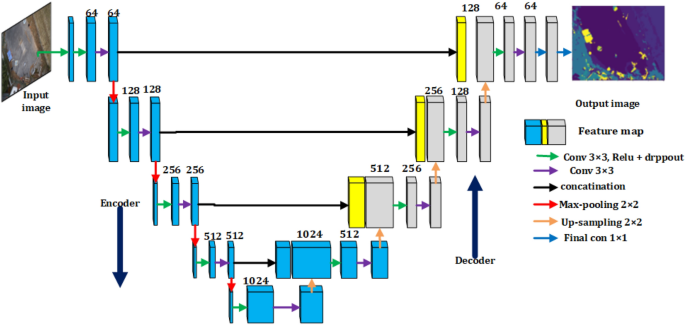 64 64
128 64 64
Input
image
Output image
128 128
256 128
Feature map
Conv 3×3, Relu + drppout
Conv 3×3
concatination
Max-pooling 2×2
Up-sampling 2×2
Final con 1×1
256 256
512 256
Encoder
Decoder
512 512
1024 512
1024